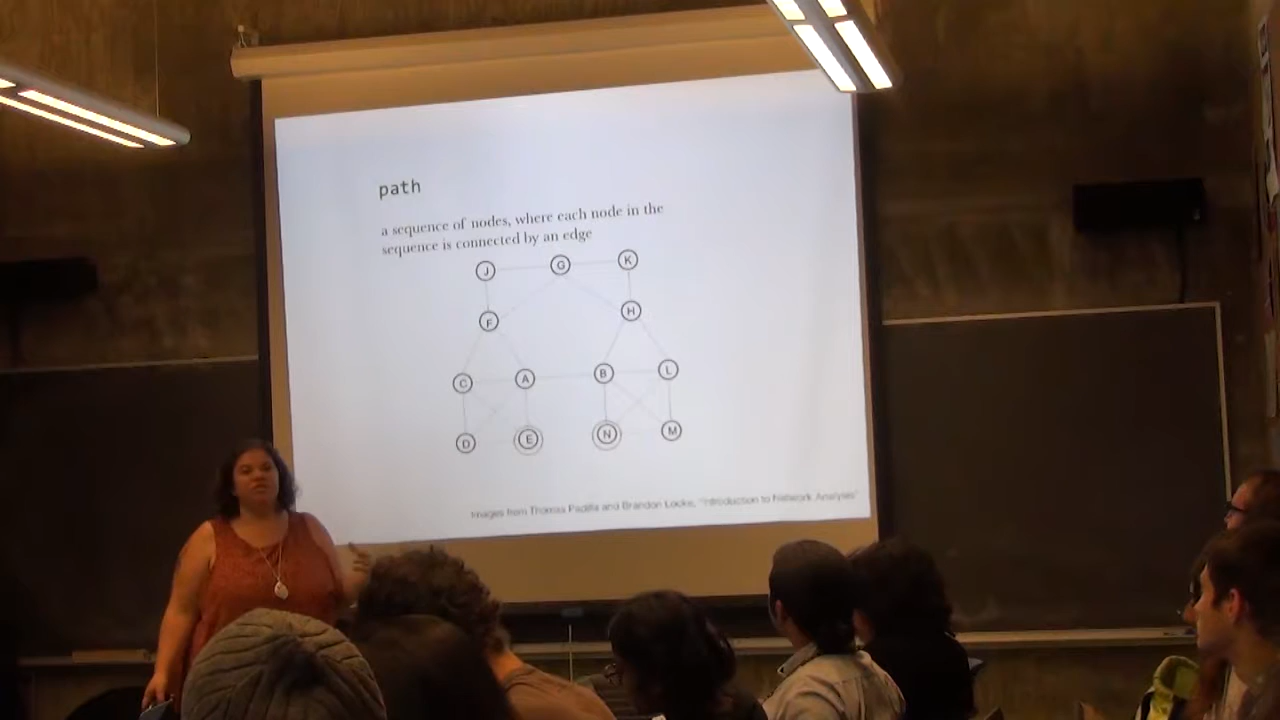 path
a sequence of nodes, where each node in the
sequence is connected by an edge
J G K
F H
C A B L
D E N M
Images from Thomas Padilla and Brandon Locke, "Introduction to Network Analysis"